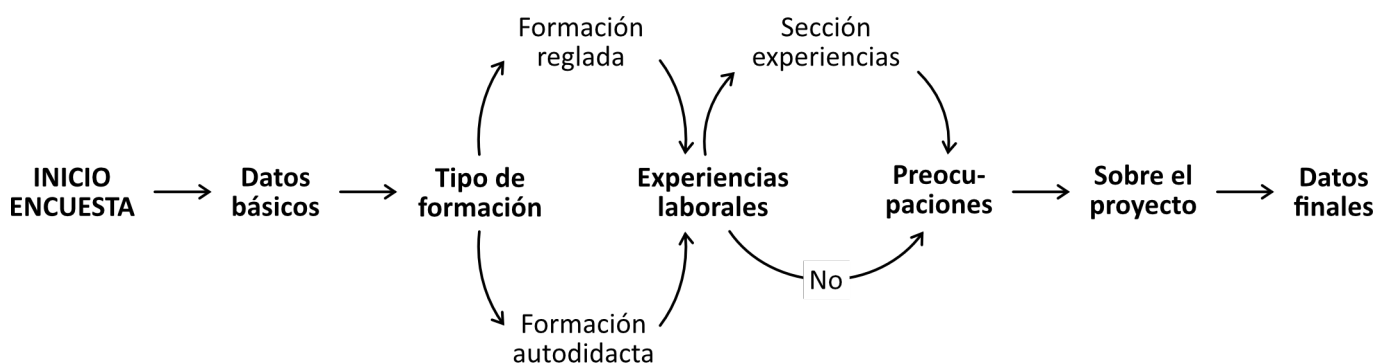 INICIO
ENCUESTA
Datos
básicos
Tipo de
formación
Formación
reglada
Formación
autodidacta
Experiencias
laborales
Sección
experiencias
No
Preocu-
paciones
Sobre el
proyecto
Datos
finales